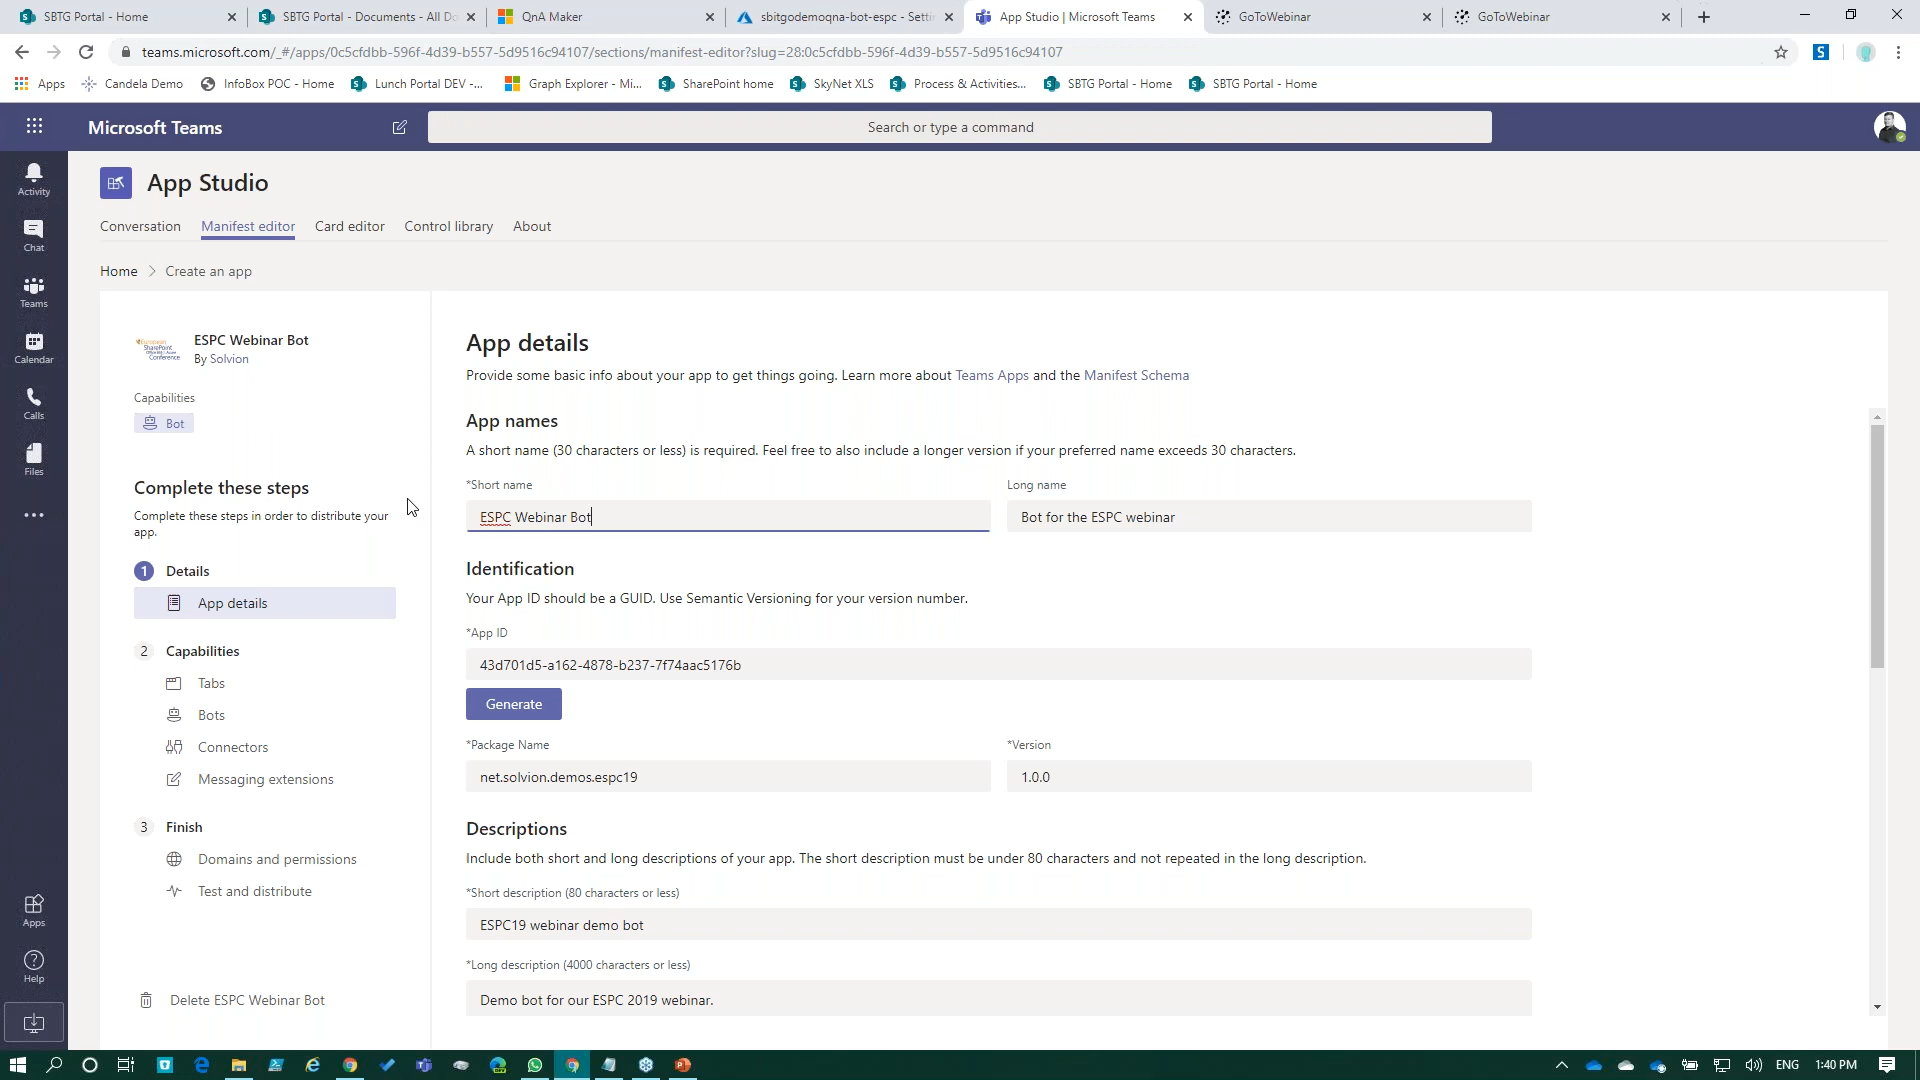 SBTG Portal - Home
SBTG Portal - Documents - All Do
QnA Maker
sbitgodemoqna-bot-espc - Settin
App Studio | Microsoft Teams
GoToWebinar
GoToWebinar
teams.microsoft.com/_#/apps/0c5cfdbb-596f-4d39-b557-5d9516c94107/sections/manifest-editor?slug=28:0c5cfdbb-596f-4d39-b557-5d9516c94107
Apps
Candela Demo
InfoBox POC - Home
Lunch Portal DEV -...
Graph Explorer - Mi...
SharePoint home
SkyNet XLS
Process & Activities...
SBTG Portal - Home
SBTG Portal - Home
Microsoft Teams
Search or type a command
Activity
Chat
Teams
Calendar
Calls
Files
Apps
Help
App Studio
Conversation
Manifest editor
Card editor
Control library
About
Home > Create an app
European
SharePoint
Conference
ESPC Webinar Bot
By Solvion
Capabilities
Bot
Complete these steps
Complete these steps in order to distribute your
app.
1 Details
App details
2 Capabilities
Tabs
Bots
Connectors
Messaging extensions
3 Finish
Domains and permissions
Test and distribute
Delete ESPC Webinar Bot
App details
Provide some basic info about your app to get things going. Learn more about Teams Apps and the Manifest Schema
App names
A short name (30 characters or less) is required. Feel free to also include a longer version if your preferred name exceeds 30 characters.
*Short name
ESPC Webinar Bot
Long name
Bot for the ESPC webinar
Identification
Your App ID should be a GUID. Use Semantic Versioning for your version number.
*App ID
43d701d5-a162-4878-b237-7f74aac5176b
Generate
*Package Name
net.solvion.demos.espc19
*Version
1.0.0
Descriptions
Include both short and long descriptions of your app. The short description must be under 80 characters and not repeated in the long description.
*Short description (80 characters or less)
ESPC19 webinar demo bot
*Long description (4000 characters or less)
Demo bot for our ESPC 2019 webinar.
ENG
1:40 PM